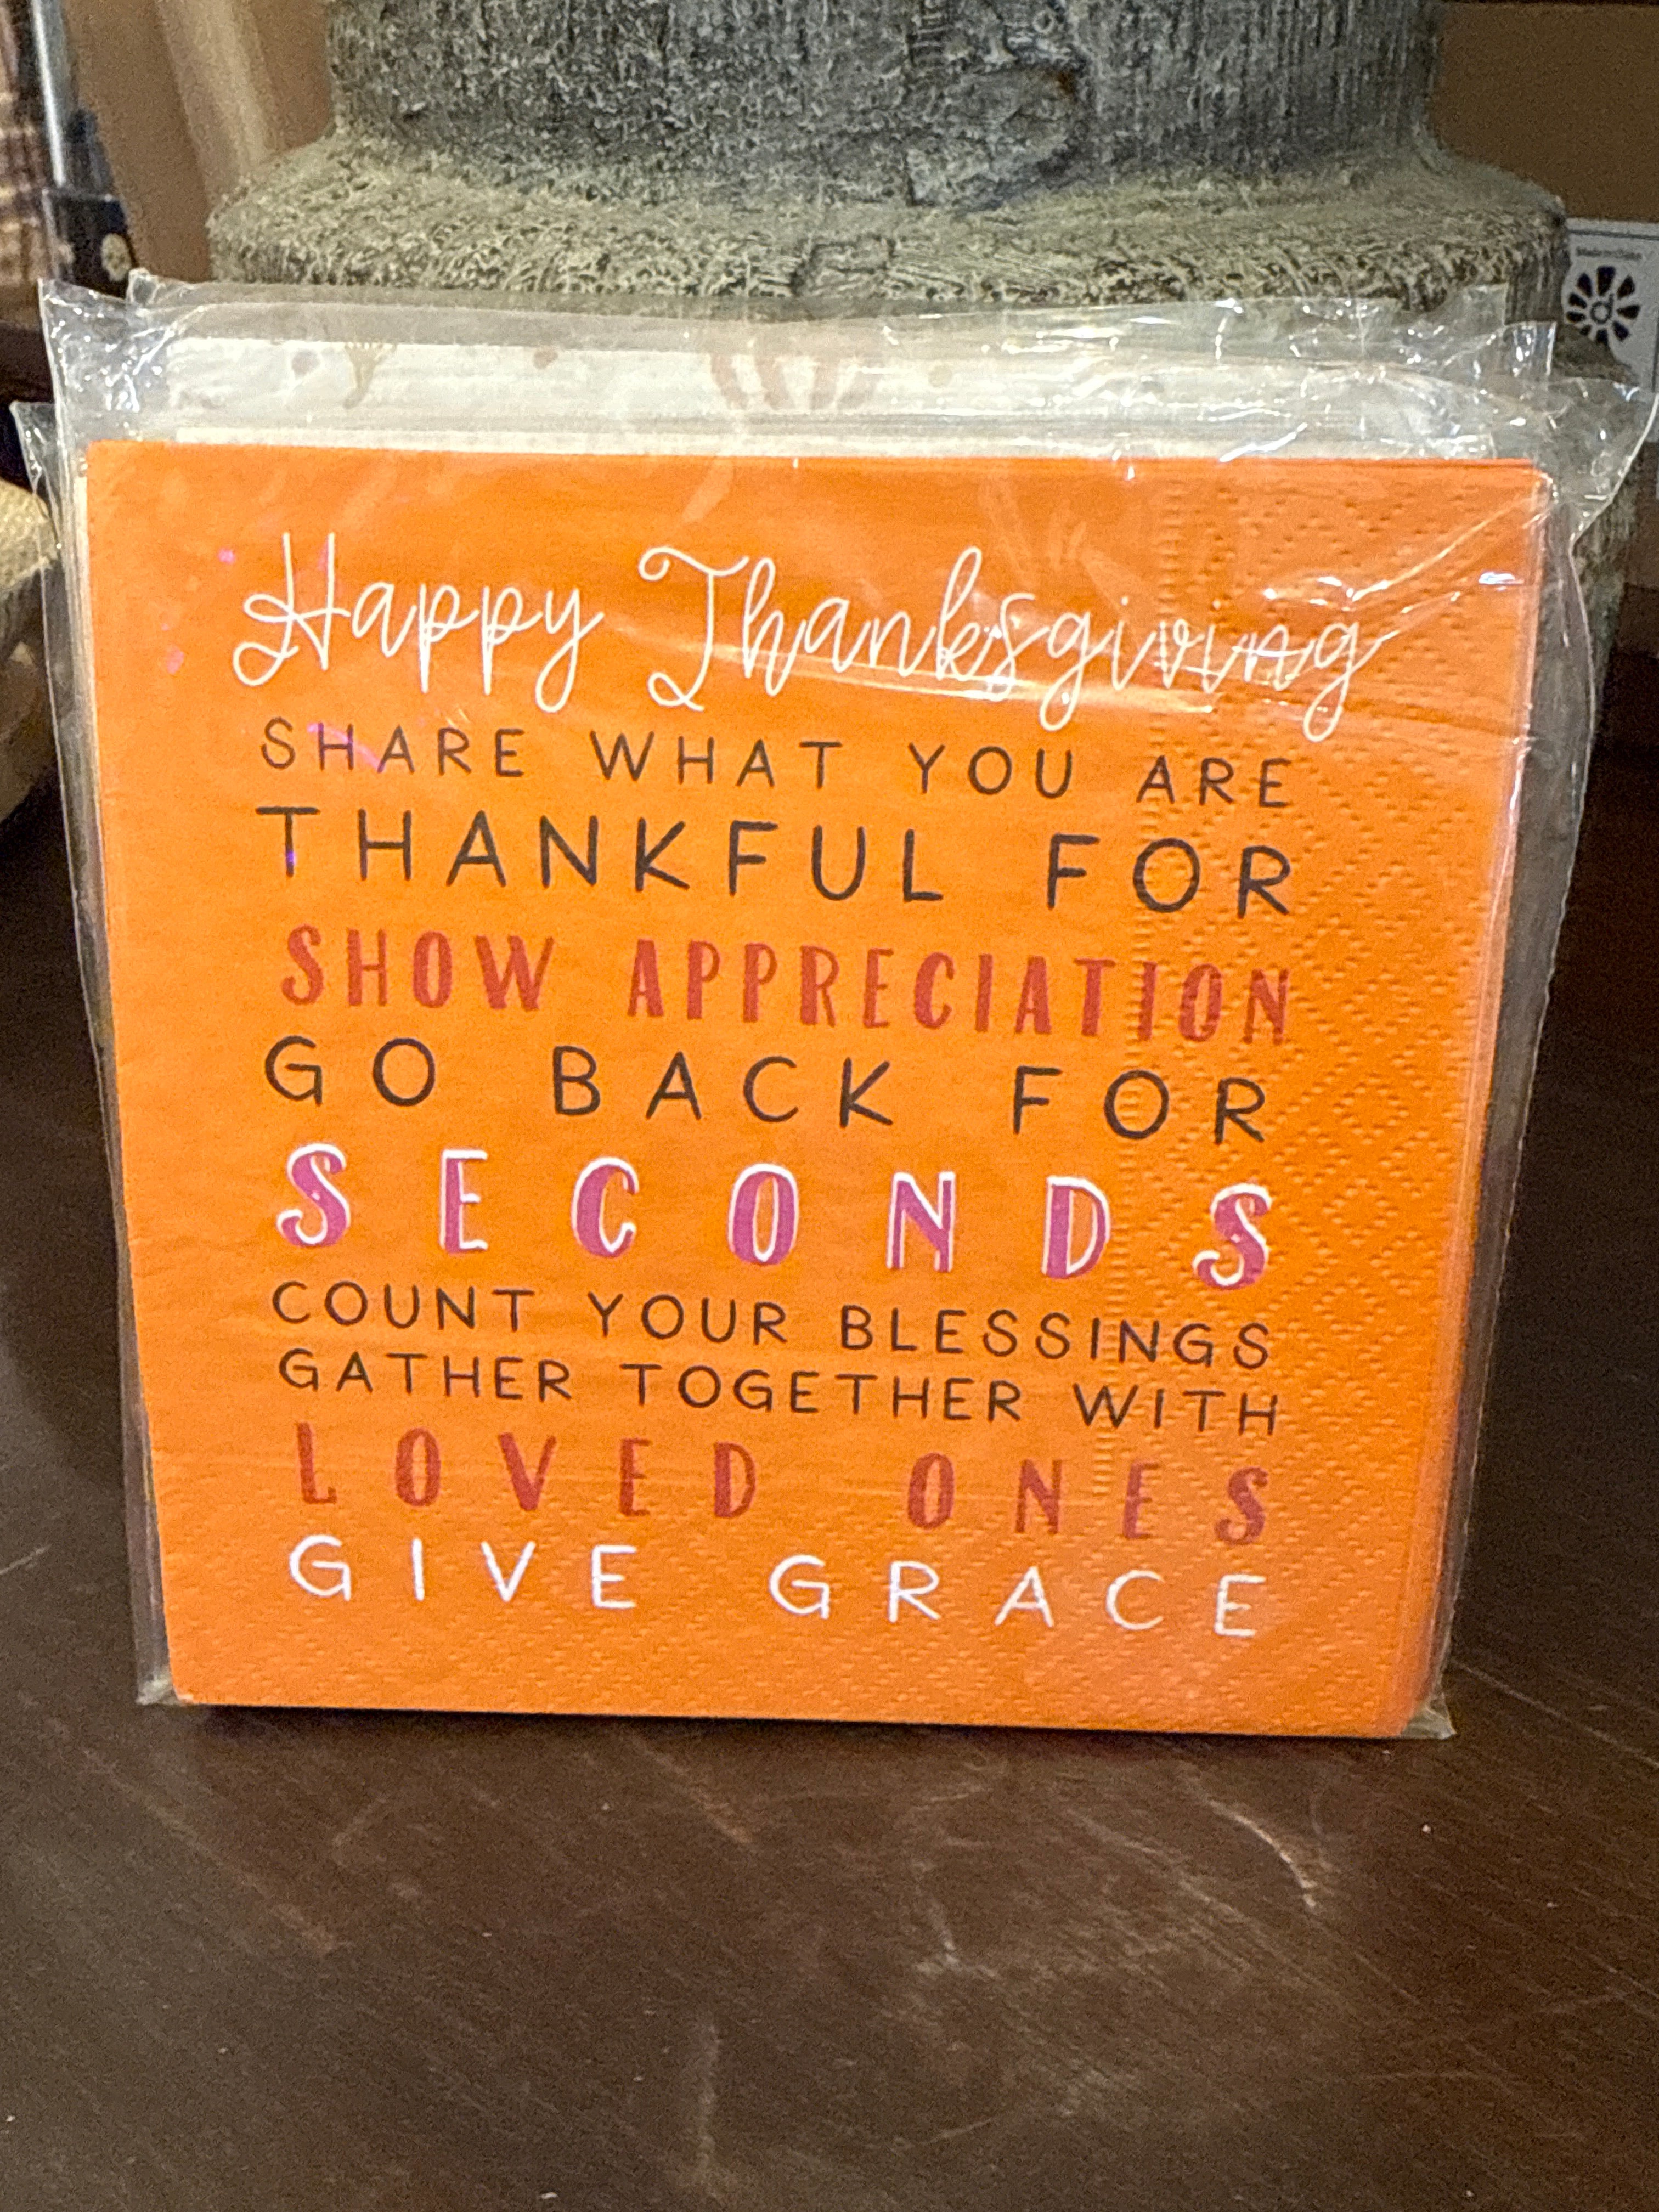 Happy Thanksgiving
SHARE WHAT YOU ARE
THANKFUL FOR
SHOW APPRECIATION
GO BACK FOR
SECONDS
COUNT YOUR BLESSINGS
GATHER TOGETHER WITH
LOVED ONES
GIVE GRACE